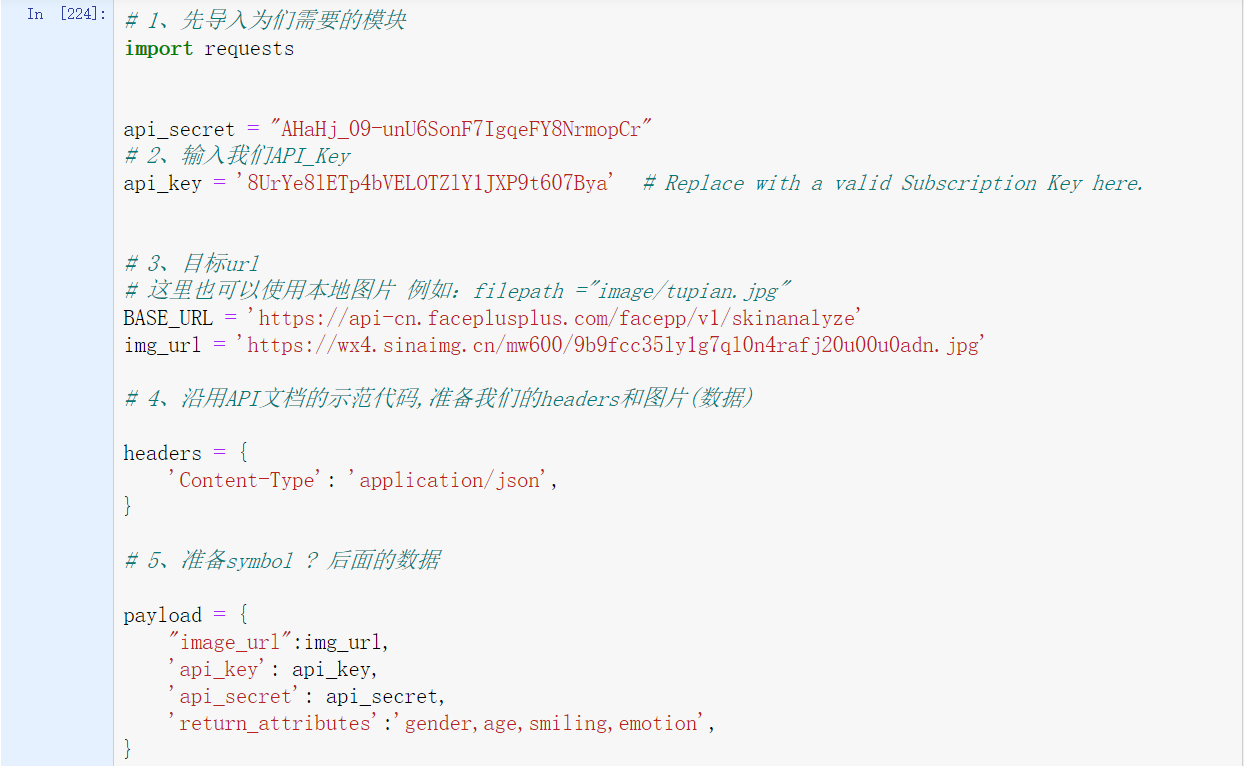 In [224]:
# 1、先导入为们需要的模块
import requests
api_secret = "AHaHj_O9-unU6SonF7IgqeFY8NrmopCr"
# 2、输入我们API_Key
api_key = '8UrYe8lETp4bVELOTZlY1JXP9t607Bya'  # Replace with a valid Subscription Key here.
# 3、目标url
# 这里也可以使用本地图片 例如：filepath ="image/tupian.jpg"
BASE_URL = 'https://api-cn.faceplusplus.com/facepp/v1/skinanalyze'
img_url = 'https://wx4.sinaimg.cn/mw600/9b9fcc35ly1g7ql0n4rafj20u00u0adn.jpg'
# 4、沿用API文档的示范代码,准备我们的headers和图片(数据)
headers = {
    'Content-Type': 'application/json',
}
# 5、准备symbol ? 后面的数据
payload = {
    "image_url":img_url,
    'api_key': api_key,
    'api_secret': api_secret,
    'return_attributes':'gender,age,smiling,emotion',
}